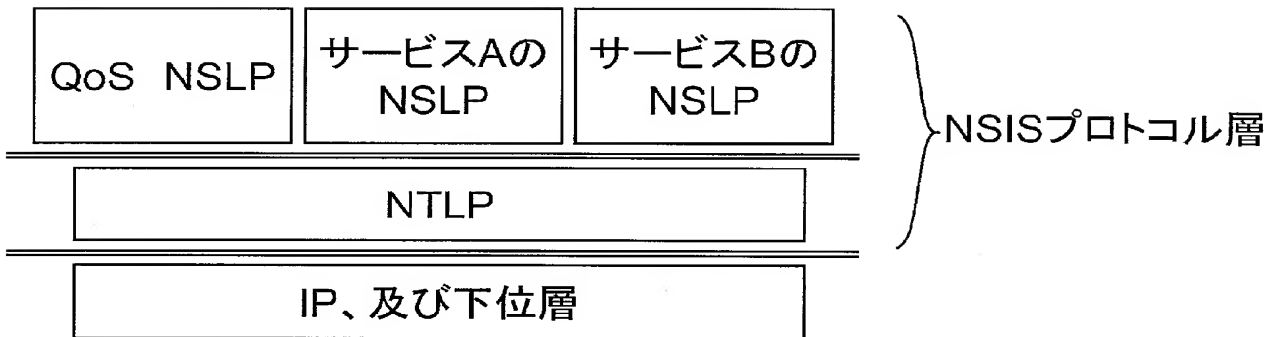 QoS NSLP
サービスAの
NSLP
サービスBの
NSLP
NSISプロトコル層
NTLP
IP、及び下位層